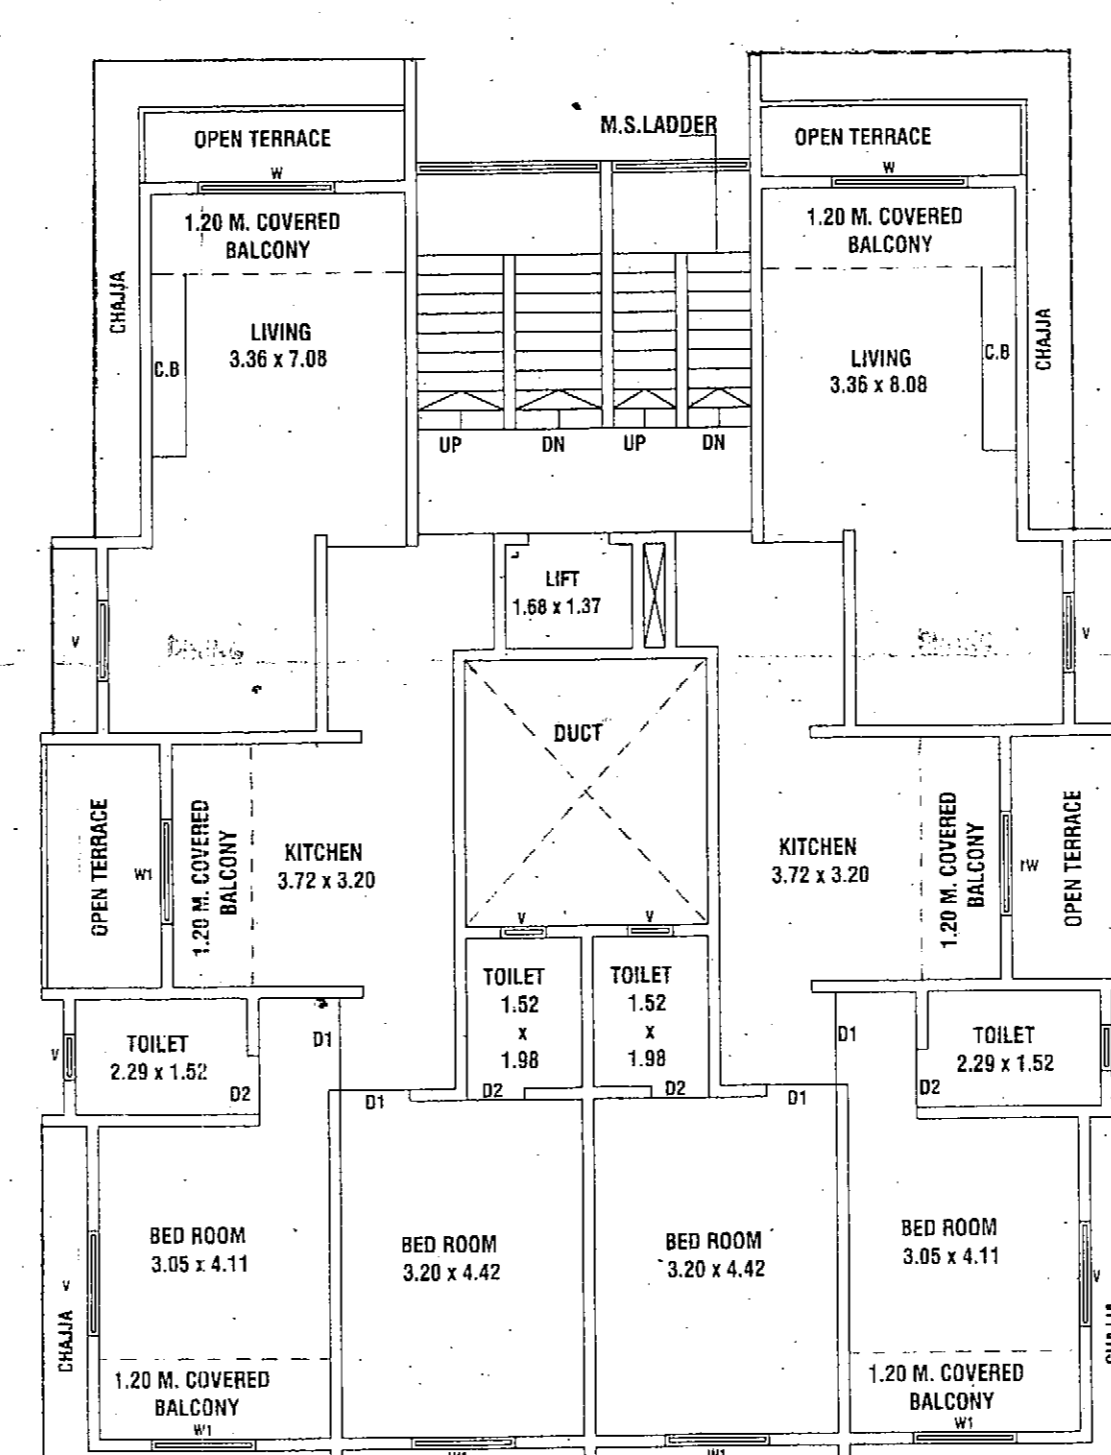 M.S.LADDER
OPEN TERRACE
W
OPEN TERRACE
W
1.20 M. COVERED
BALCONY
1.20 M. COVERED
BALCONY
CHAJJA
LIVING
3.36 x 7.08
C.B
LIVING
3.36 x 8.08
C.B
CHAJJA
UP
DN
UP
DN
LIFT
1.68 x 1.37
V
V
DUCT
OPEN TERRACE
W1
1.20 M. COVERED
BALCONY
KITCHEN
3.72 x 3.20
KITCHEN
3.72 x 3.20
1.20 M. COVERED
BALCONY
OPEN TERRACE
V
V
TOILET
1.52
x
1.98
D2
TOILET
1.52
x
1.98
D2
V
TOILET
2.29 x 1.52
D2
D1
D1
D1
D1
TOILET
2.29 x 1.52
D2
BED ROOM
3.05 x 4.11
BED ROOM
3.20 x 4.42
BED ROOM
3.20 x 4.42
BED ROOM
3.05 x 4.11
V
CHAJJA
V
1.20 M. COVERED
BALCONY
W1
1.20 M. COVERED
BALCONY
W1